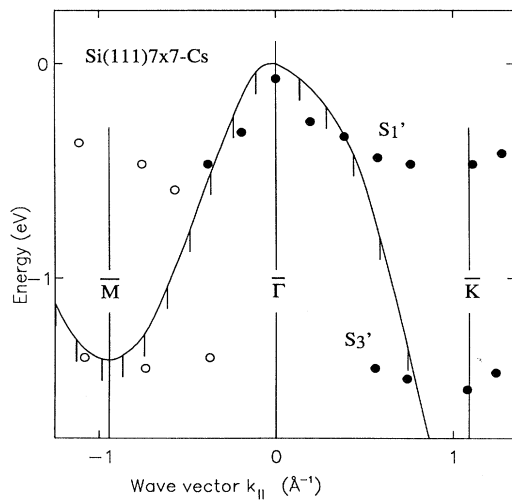 Si(111)7x7-Cs
0
S1'
Energy (eV)
−1
M̅
Γ̅
K̅
S3'
−1
0
1
Wave vector k|| (Å⁻¹)